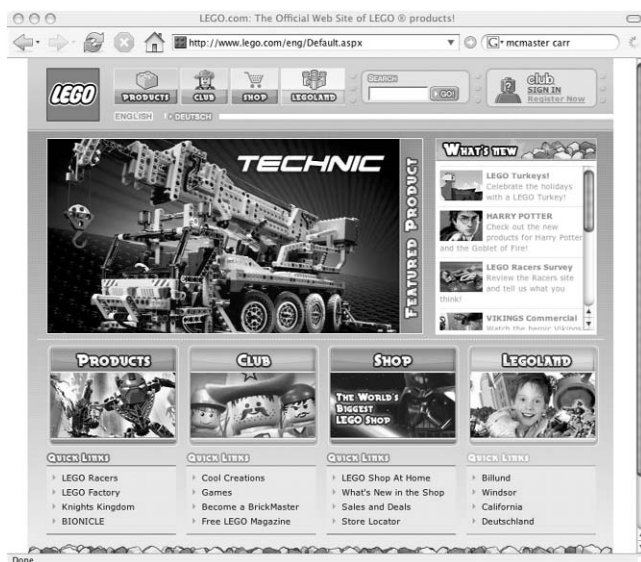 LEGO.com: The Official Web Site of LEGO ® products!
http://www.lego.com/eng/Default.aspx
G mcmaster carr
LEGO
PRODUCTS
CLUB
SHOP
LEGOLAND
SEARCH
GO!
club
SIGN IN
Register Now
ENGLISH
DEUTSCH
TECHNIC
FEATURED PRODUCT
WHAT'S NEW
LEGO Turkeys!
Celebrate the holidays
with a LEGO Turkey!
HARRY POTTER
Check out the new
products for Harry Potter
and the Goblet of Fire!
LEGO Racers Survey
Review the Racers site
and tell us what you
think!
VIKINGS Commercial
Watch the heroic Vikings
PRODUCTS
CLUB
SHOP
LEGOLAND
THE WORLD'S
BIGGEST
LEGO SHOP
QUICK LINKS
LEGO Racers
LEGO Factory
Knights Kingdom
BIONICLE
QUICK LINKS
Cool Creations
Games
Become a BrickMaster
Free LEGO Magazine
QUICK LINKS
LEGO Shop At Home
What's New in the Shop
Sales and Deals
Store Locator
QUICK LINKS
Billund
Windsor
California
Deutschland
Done